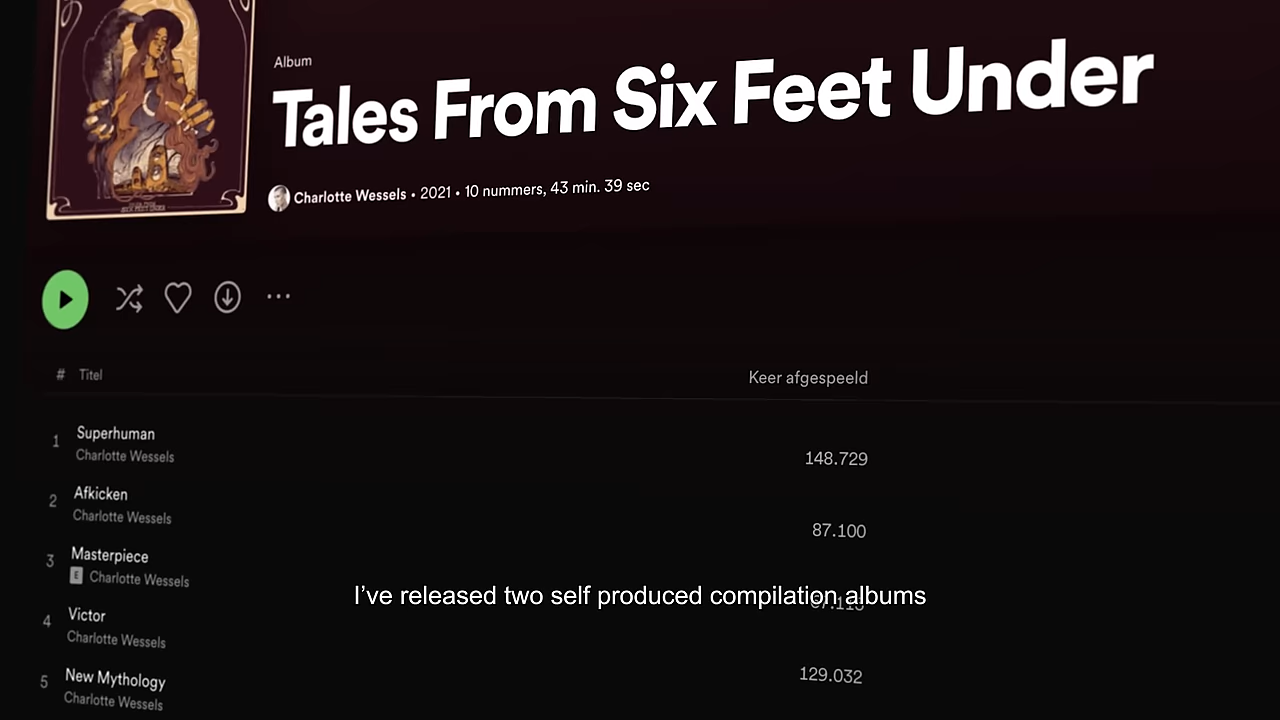 Album
Tales From Six Feet Under
Charlotte Wessels • 2021 • 10 nummers, 43 min. 39 sec
# Titel Keer afgespeeld
1 Superhuman 148.729
Charlotte Wessels
2 Afkicken 87.100
Charlotte Wessels
3 Masterpiece
E Charlotte Wessels
I've released two self produced compilation albums
4 Victor 129.032
Charlotte Wessels
5 New Mythology
Charlotte Wessels